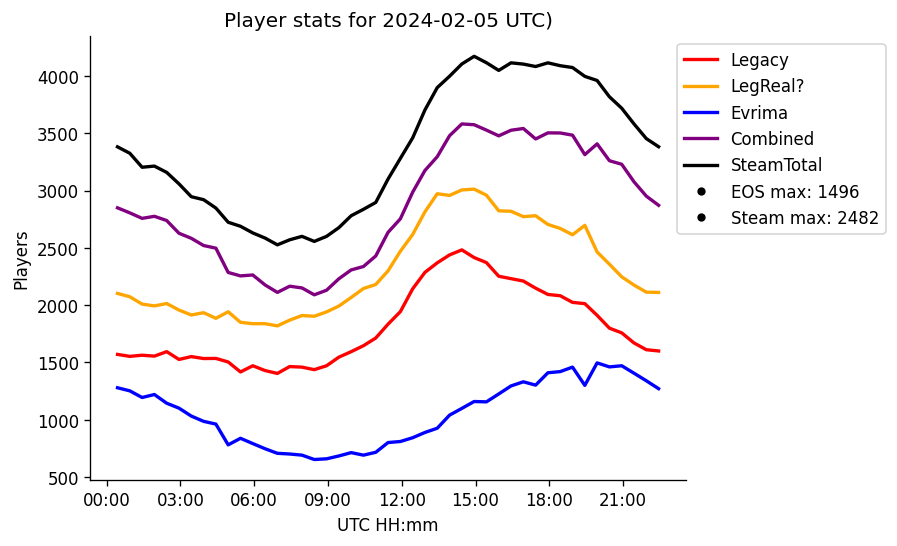 Player stats for 2024-02-05 UTC)
Players
4000
3500
3000
2500
2000
1500
1000
500
00:00 03:00 06:00 09:00 12:00 15:00 18:00 21:00
UTC HH:mm
Legacy
LegReal?
Evrima
Combined
SteamTotal
EOS max: 1496
Steam max: 2482